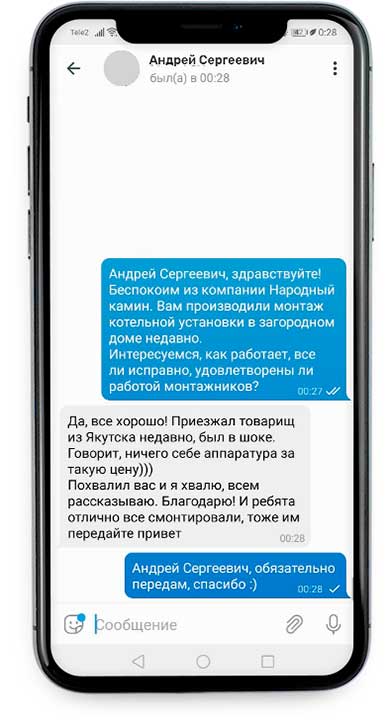 Tele2 0:28
Андрей Сергеевич
был(а) в 00:28
Андрей Сергеевич, здравствуйте!
Беспокоим из компании Народный
камин. Вам производили монтаж
котельной установки в загородном
доме недавно.
Интересуемся, как работает, все
ли исправно, удовлетворены ли
работой монтажников?
00:27
Да, все хорошо! Приезжал товарищ
из Якутска недавно, был в шоке.
Говорит, ничего себе аппаратура за
такую цену)))
Похвалил вас и я хвалю, всем
рассказываю. Благодарю! И ребята
отлично все смонтировали, тоже им
передайте привет
00:28
Андрей Сергеевич, обязательно
передам, спасибо :)
00:28
Сообщение